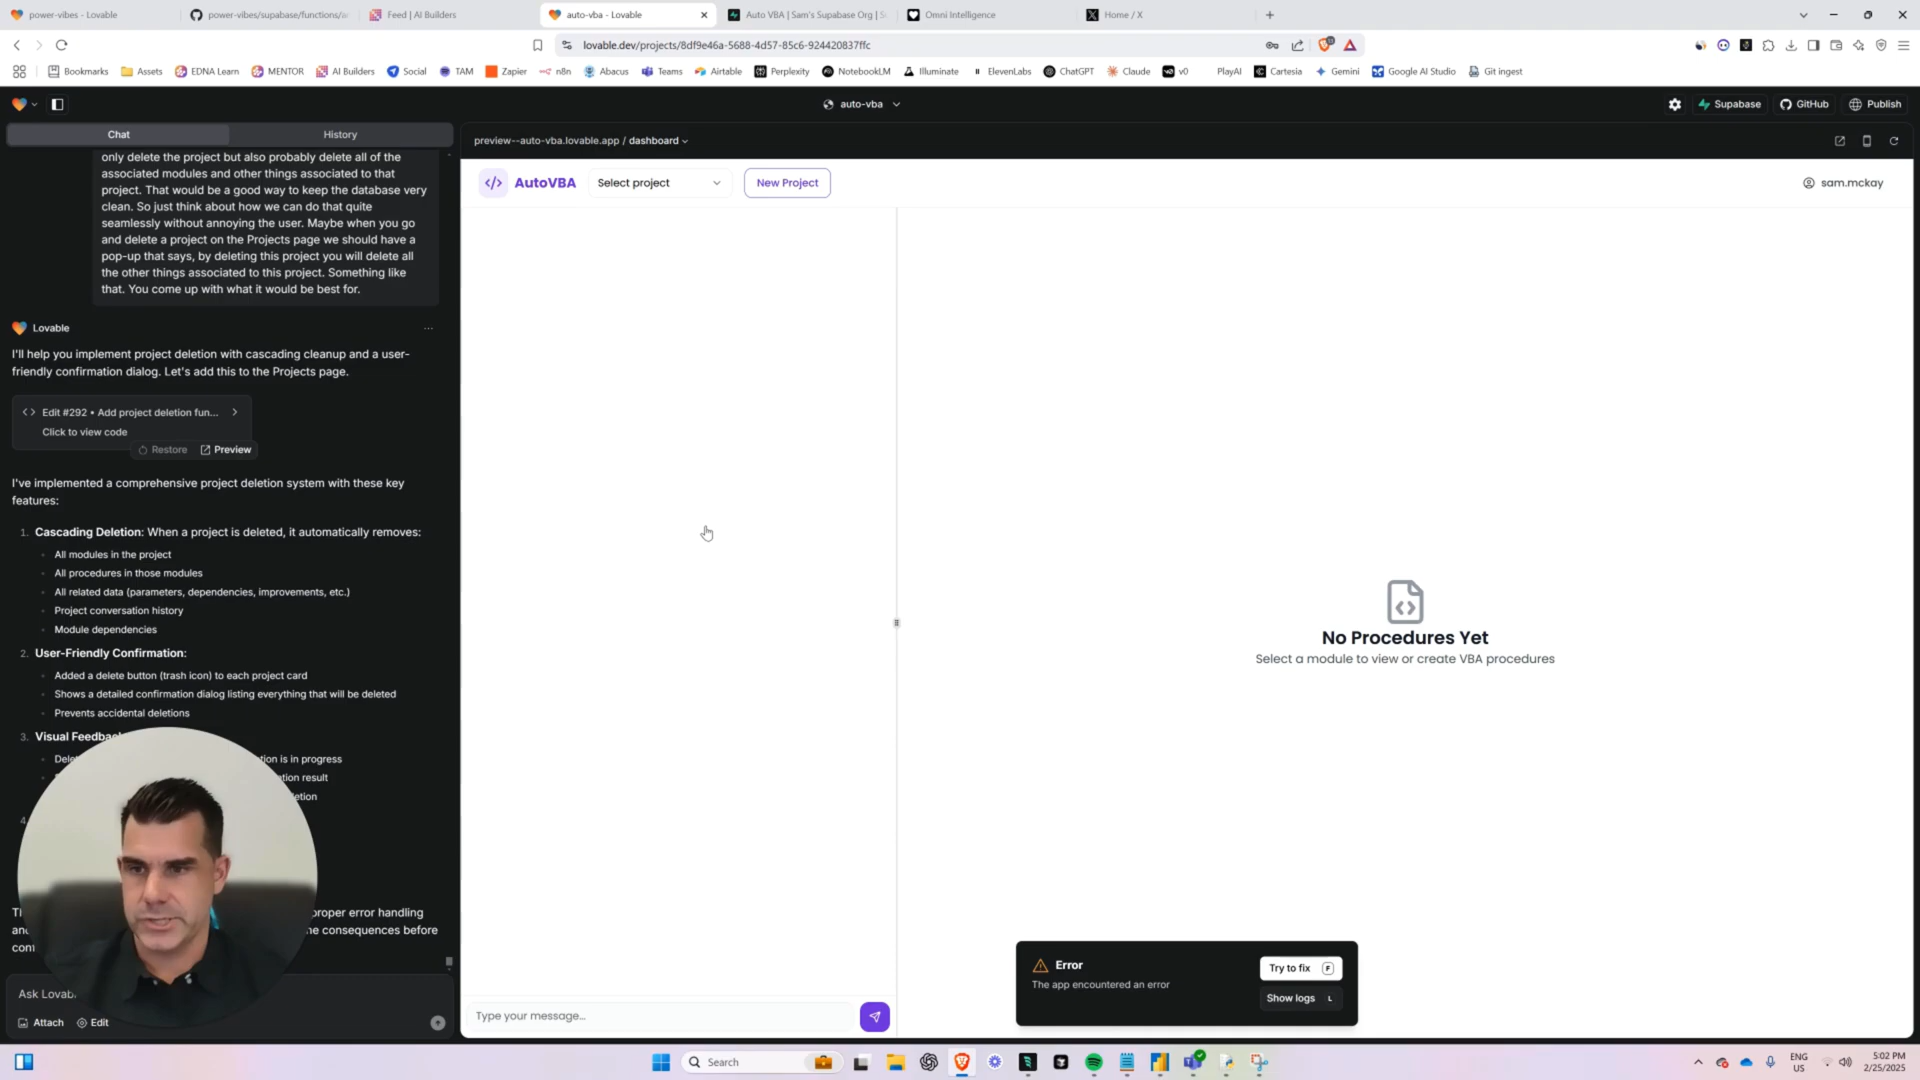 power-vibes - Lovable
power-vibes/supabase/functions/a
Feed | AI Builders
auto-vba - Lovable
Auto VBA | Sam's Supabase Org | S
Omni Intelligence
Home / X
lovable.dev/projects/8df9e46a-5688-4d57-85c6-924420837ffc
Bookmarks
Assets
EDNA Learn
MENTOR
AI Builders
Social
TAM
Zapier
n8n
Abacus
Teams
Airtable
Perplexity
NotebookLM
Illuminate
ElevenLabs
ChatGPT
Claude
v0
PlayAI
Cartesia
Gemini
Google AI Studio
Git ingest
auto-vba
Supabase
GitHub
Publish
Chat
History
preview--auto-vba.lovable.app / dashboard
only delete the project but also probably delete all of the
associated modules and other things associated to that
project. That would be a good way to keep the database very
clean. So just think about how we can do that quite
seamlessly without annoying the user. Maybe when you go
and delete a project on the Projects page we should have a
pop-up that says, by deleting this project you will delete all
the other things associated to this project. Something like
that. You come up with what it would be best for.
Lovable
I'll help you implement project deletion with cascading cleanup and a user-
friendly confirmation dialog. Let's add this to the Projects page.
Edit #292 • Add project deletion fun...
Click to view code
Restore
Preview
I've implemented a comprehensive project deletion system with these key
features:
1. Cascading Deletion: When a project is deleted, it automatically removes:
All modules in the project
All procedures in those modules
All related data (parameters, dependencies, improvements, etc.)
Project conversation history
Module dependencies
2. User-Friendly Confirmation:
Added a delete button (trash icon) to each project card
Shows a detailed confirmation dialog listing everything that will be deleted
Prevents accidental deletions
3. Visual Feedback
tion is in progress
tion result
etion
4.
proper error handling
he consequences before
Ask Lovab
Attach
Edit
</> AutoVBA
Select project
New Project
sam.mckay
No Procedures Yet
Select a module to view or create VBA procedures
Error
The app encountered an error
Try to fix F
Show logs L
Type your message...
Search
ENG
US
5:02 PM
2/25/2025